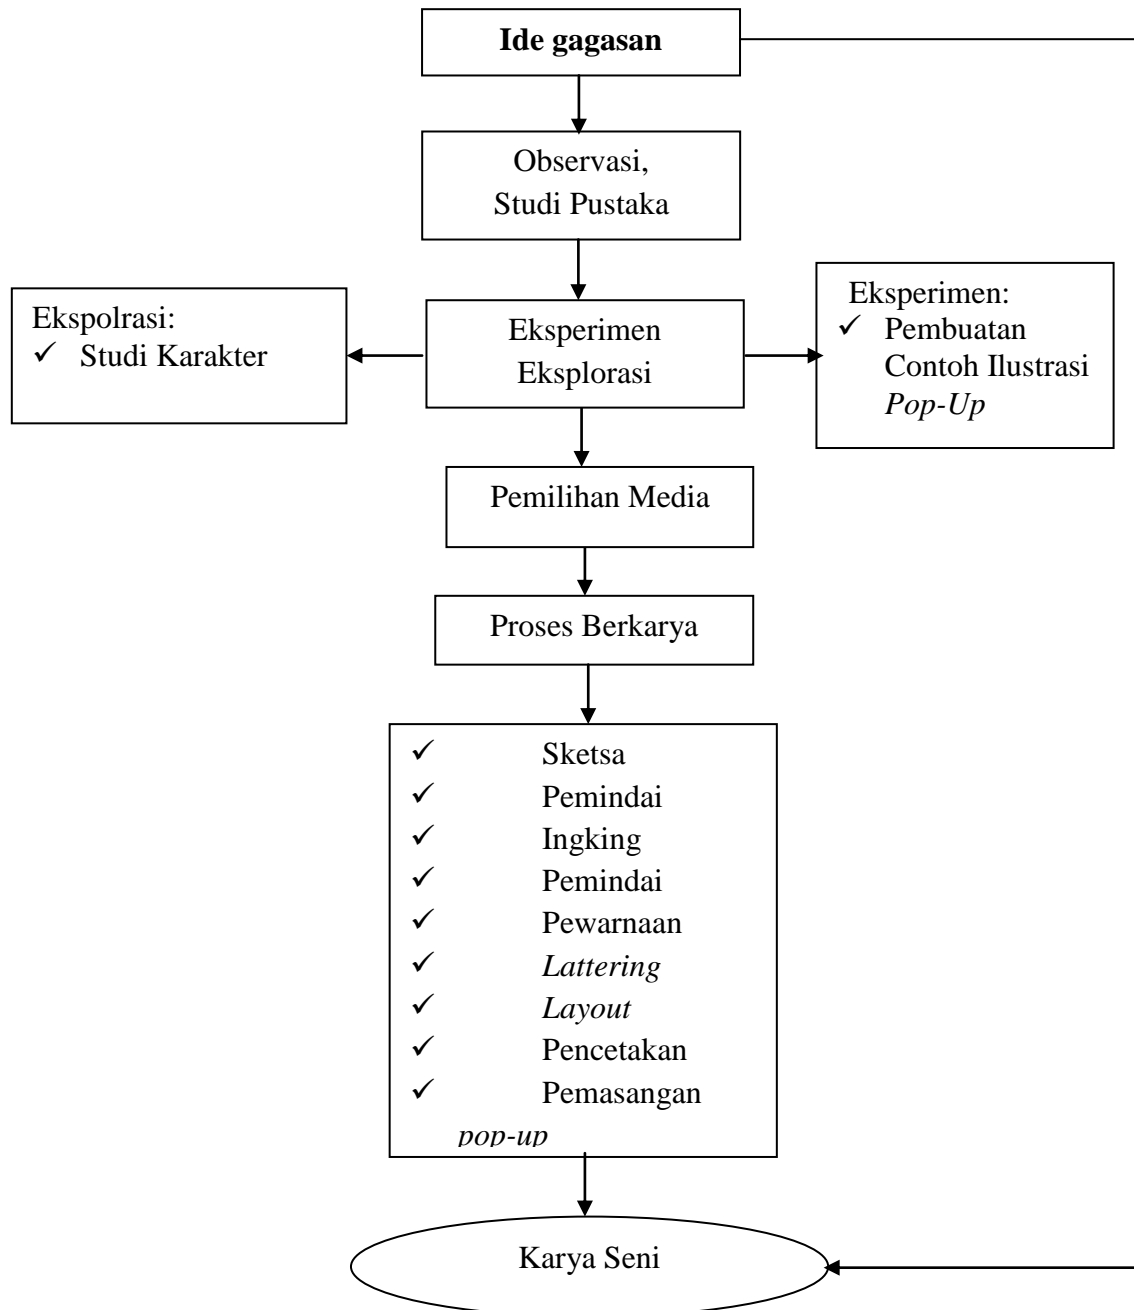 Ide gagasan
Observasi,
Studi Pustaka
Ekspolrasi:
✓ Studi Karakter
Eksperimen
Eksplorasi
Eksperimen:
✓ Pembuatan
Contoh Ilustrasi
Pop-Up
Pemilihan Media
Proses Berkarya
✓ Sketsa
✓ Pemindai
✓ Ingking
✓ Pemindai
✓ Pewarnaan
✓ Lattering
✓ Layout
✓ Pencetakan
✓ Pemasangan
pop-up
Karya Seni